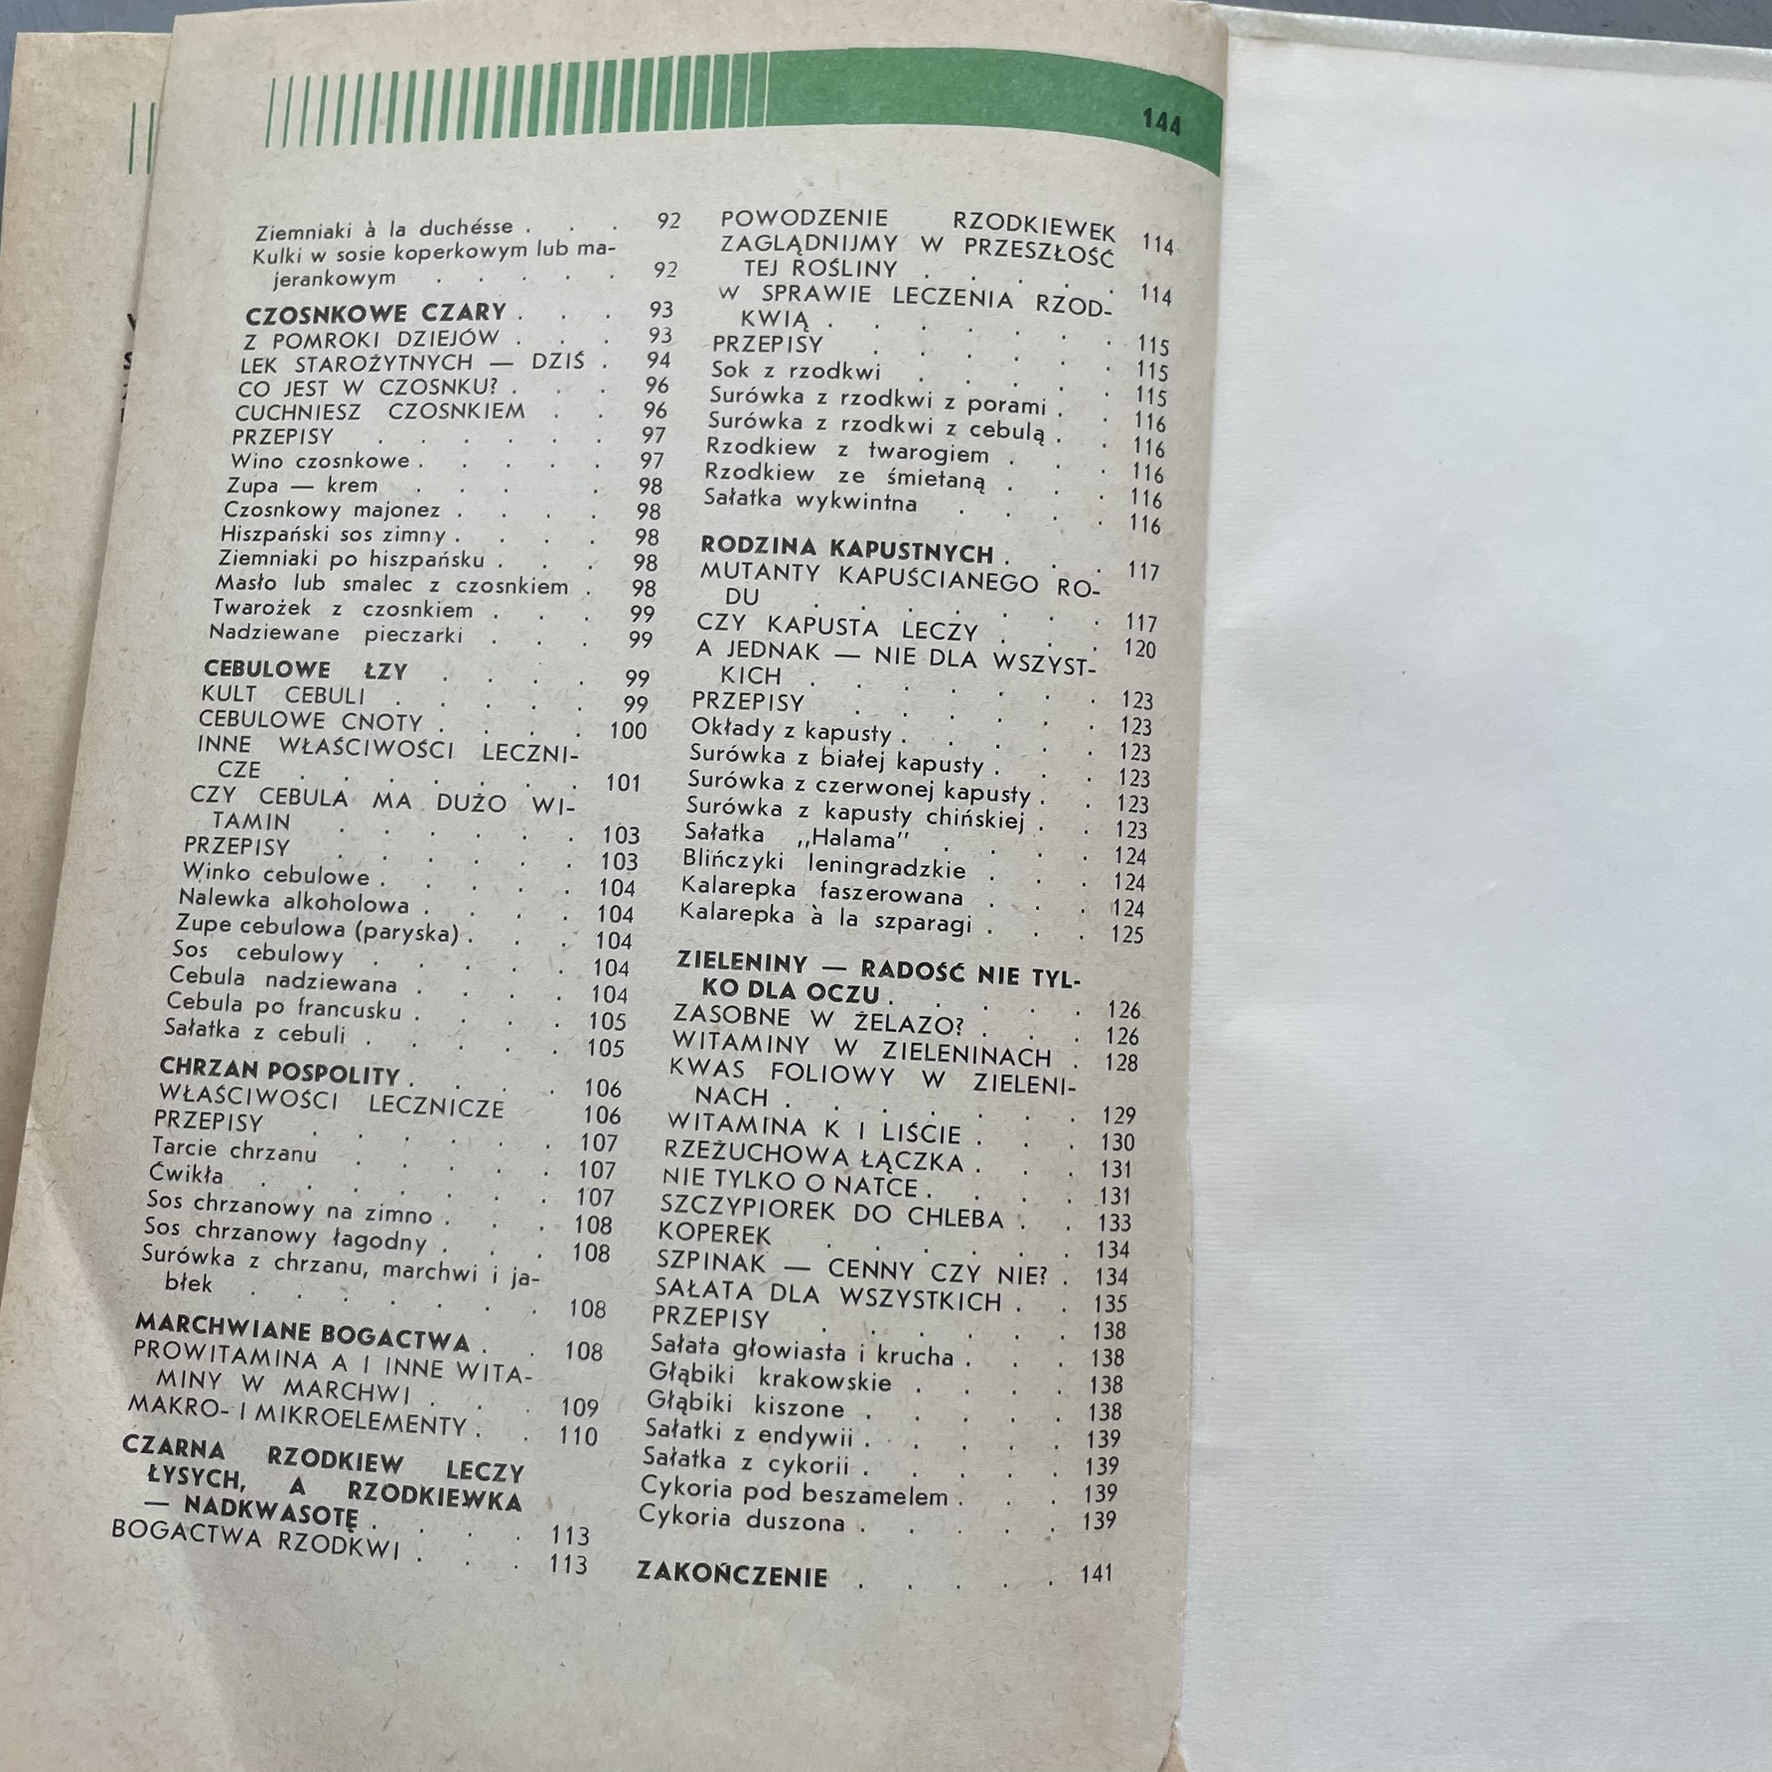 144
Ziemniaki à la duchésse . . . 92
Kulki w sosie koperkowym lub ma-
jerankowym . . . . . 92
CZOSNKOWE CZARY . . . 93
Z POMROKI DZIEJÓW . . . 93
LEK STAROŻYTNYCH — DZIŚ . 94
CO JEST W CZOSNKU? . . . 96
CUCHNIESZ CZOSNKIEM . . 96
PRZEPISY . . . . . . 97
Wino czosnkowe . . . . . 97
Zupa — krem . . . . 98
Czosnkowy majonez . . . . 98
Hiszpański sos zimny . . . . 98
Ziemniaki po hiszpańsku . . . . 98
Masło lub smalec z czosnkiem . 98
Twarożek z czosnkiem . . . 99
Nadziewane pieczarki . . . 99
CEBULOWE ŁZY . . . . 99
KULT CEBULI . . . . . 99
CEBULOWE CNOTY . . . . 100
INNE WŁAŚCIWOŚCI LECZNI-
CZE . . . . . . . 101
CZY CEBULA MA DUŻO WI-
TAMIN . . . . . . 103
PRZEPISY . . . . . . 103
Winko cebulowe . . . . . 104
Nalewka alkoholowa . . . . 104
Zupe cebulowa (paryska) . . . 104
Sos cebulowy . . . . . 104
Cebula nadziewana . . . . 104
Cebula po francusku . . . . 105
Sałatka z cebuli . . . . . 105
CHRZAN POSPOLITY . . . . 106
WŁAŚCIWOŚCI LECZNICZE 106
PRZEPISY . . . . . . 107
Tarcie chrzanu . . . . . 107
Ćwikła . . . . . . . 107
Sos chrzanowy na zimno . . . 108
Sos chrzanowy łagodny . . . 108
Surówka z chrzanu, marchwi i ja-
błek . . . . . . . 108
MARCHWIANE BOGACTWA . . 108
PROWITAMINA A I INNE WITA-
MINY W MARCHWI . . . 109
MAKRO- I MIKROELEMENTY . . 110
CZARNA RZODKIEW LECZY
ŁYSYCH, A RZODKIEWKA
— NADKWASOTĘ . . . . 113
BOGACTWA RZODKWI . . . 113
POWODZENIE RZODKIEWEK 114
ZAGLĄDNIJMY W PRZESZŁOŚĆ
TEJ ROŚLINY . . . . . 114
W SPRAWIE LECZENIA RZOD-
KWIĄ . . . . . . . 115
PRZEPISY . . . . . . 115
Sok z rzodkwi . . . . . 115
Surówka z rzodkwi z porami . . 116
Surówka z rzodkwi z cebulą . . 116
Rzodkiew z twarogiem . . . 116
Rzodkiew ze śmietaną . . . 116
Sałatka wykwintna . . . . 116
RODZINA KAPUSTNYCH . . . 117
MUTANTY KAPUŚCIANEGO RO-
DU . . . . . . . 117
CZY KAPUSTA LECZY . . . 120
A JEDNAK — NIE DLA WSZYST-
KICH . . . . . . . 123
PRZEPISY . . . . . . 123
Okłady z kapusty . . . . . 123
Surówka z białej kapusty . . . 123
Surówka z czerwonej kapusty . . 123
Surówka z kapusty chińskiej . . 123
Sałatka ,,Halama" . . . . 124
Blińczyki leningradzkie . . . 124
Kalarepka faszerowana . . . 124
Kalarepka à la szparagi . . . 125
ZIELENINY — RADOŚĆ NIE TYL-
KO DLA OCZU . . . . . 126
ZASOBNE W ŻELAZO? . . . 126
WITAMINY W ZIELENINACH . 128
KWAS FOLIOWY W ZIELENI-
NACH . . . . . . . 129
WITAMINA K I LIŚCIE . . . 130
RZEŻUCHOWA ŁĄCZKA . . . 131
NIE TYLKO O NATCE . . . . 131
SZCZYPIOREK DO CHLEBA . . 133
KOPEREK . . . . . . 134
SZPINAK — CENNY CZY NIE? . 134
SAŁATA DLA WSZYSTKICH . . 135
PRZEPISY . . . . . . 138
Sałata głowiasta i krucha . . . 138
Głąbiki krakowskie . . . . 138
Głąbiki kiszone . . . . . 138
Sałatki z endywii . . . . . 139
Sałatka z cykorii . . . . . 139
Cykoria pod beszamelem . . . 139
Cykoria duszona . . . . . 139
ZAKOŃCZENIE . . . . . 141